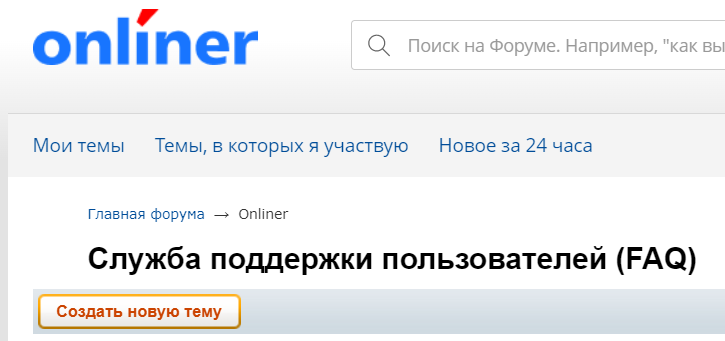 onliner
Поиск на Форуме. Например, "как вы
Мои темы Темы, в которых я участвую Новое за 24 часа
Главная форума → Onliner
Служба поддержки пользователей (FAQ)
Создать новую тему